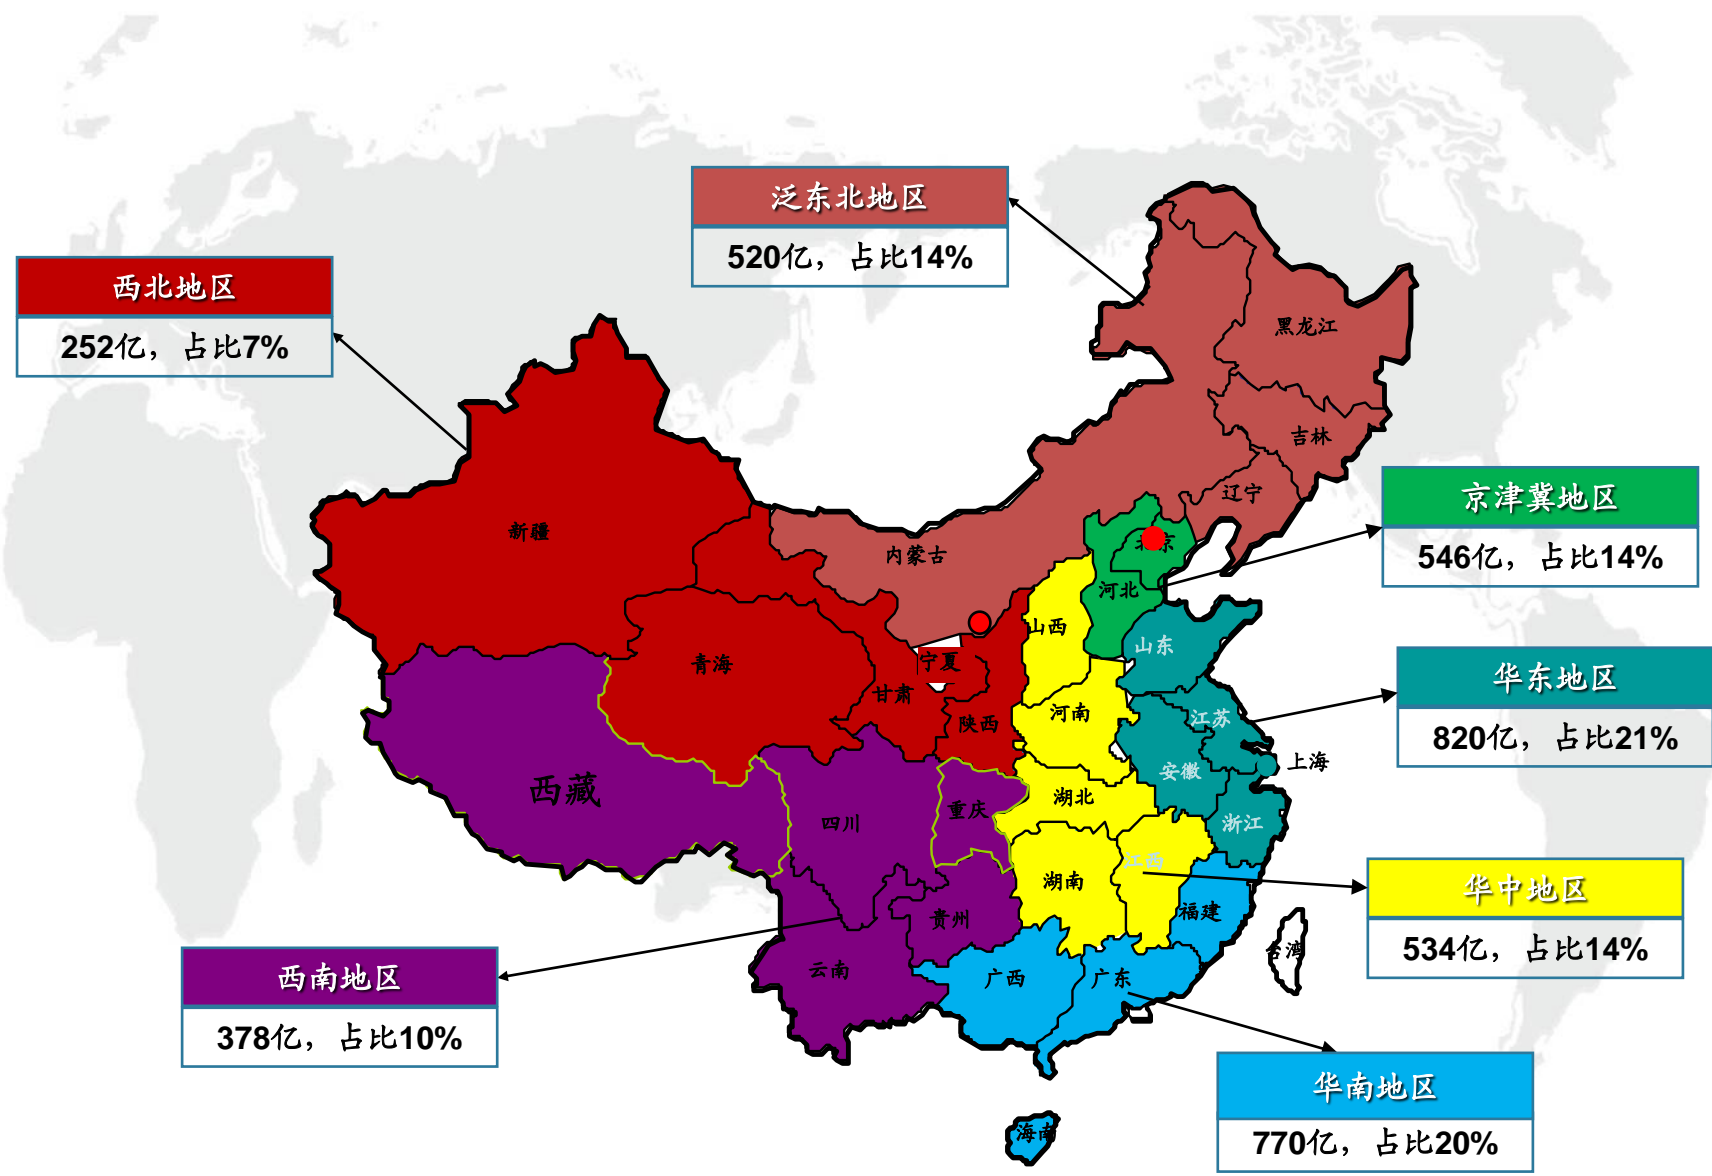 泛东北地区
520亿，占比14%
西北地区
252亿，占比7%
黑龙江
吉林
辽宁
京津冀地区
546亿，占比14%
新疆
内蒙古
北京
河北
山西
山东
宁夏
青海
甘肃
陕西
河南
江苏
华东地区
820亿，占比21%
上海
安徽
西藏
湖北
重庆
四川
浙江
江西
湖南
华中地区
534亿，占比14%
福建
贵州
台湾
云南
广西
广东
西南地区
378亿，占比10%
华南地区
770亿，占比20%
海南